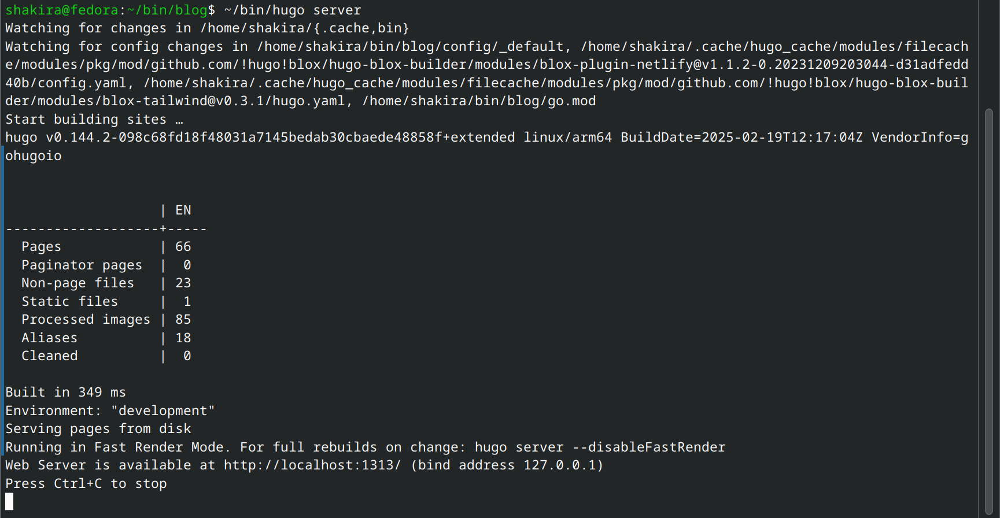 shakira@fedora:~/bin/blog$ ~/bin/hugo server
Watching for changes in /home/shakira/{.cache,bin}
Watching for config changes in /home/shakira/bin/blog/config/_default, /home/shakira/.cache/hugo_cache/modules/filecach
e/modules/pkg/mod/github.com/!hugo!blox/hugo-blox-builder/modules/blox-plugin-netlify@v1.1.2-0.20231209203044-d31adfedd
40b/config.yaml, /home/shakira/.cache/hugo_cache/modules/filecache/modules/pkg/mod/github.com/!hugo!blox/hugo-blox-buil
der/modules/blox-tailwind@v0.3.1/hugo.yaml, /home/shakira/bin/blog/go.mod
Start building sites …
hugo v0.144.2-098c68fd18f48031a7145bedab30cbaede48858f+extended linux/arm64 BuildDate=2025-02-19T12:17:04Z VendorInfo=g
ohugoio
                   | EN
-------------------+-----
  Pages            | 66
  Paginator pages  |  0
  Non-page files   | 23
  Static files     |  1
  Processed images | 85
  Aliases          | 18
  Cleaned          |  0
Built in 349 ms
Environment: "development"
Serving pages from disk
Running in Fast Render Mode. For full rebuilds on change: hugo server --disableFastRender
Web Server is available at http://localhost:1313/ (bind address 127.0.0.1)
Press Ctrl+C to stop